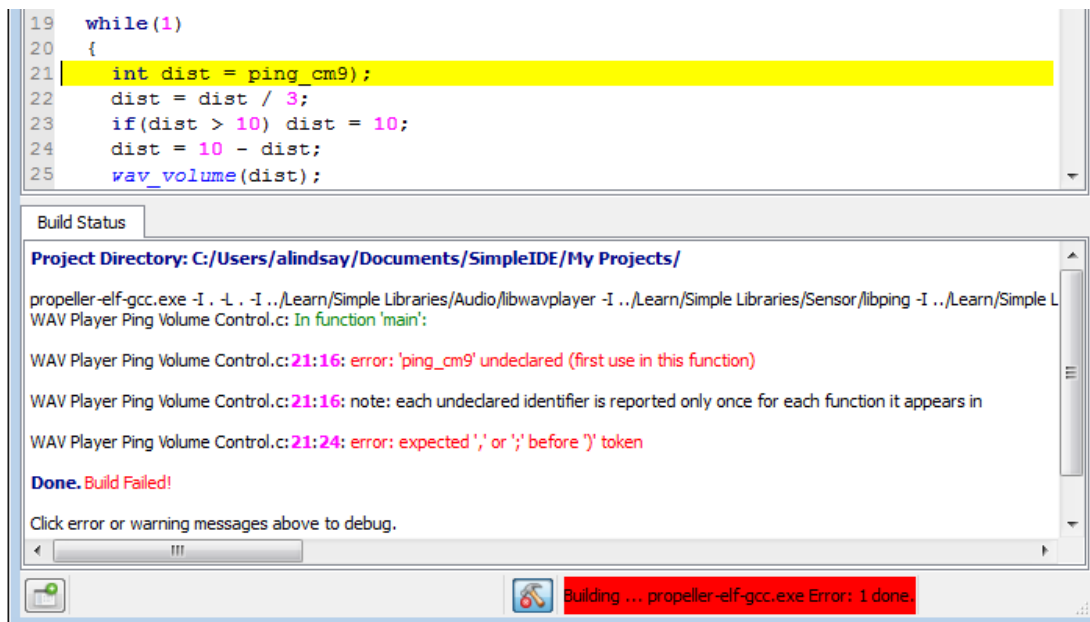 19 while(1)
20 {
21 int dist = ping_cm9);
22 dist = dist / 3;
23 if(dist > 10) dist = 10;
24 dist = 10 - dist;
25 wav_volume(dist);
Build Status
Project Directory: C:/Users/alindsay/Documents/SimpleIDE/My Projects/
propeller-elf-gcc.exe -I . -L . -I ../Learn/Simple Libraries/Audio/libwavplayer -I ../Learn/Simple Libraries/Sensor/libping -I ../Learn/Simple L
WAV Player Ping Volume Control.c: In function 'main':
WAV Player Ping Volume Control.c:21:16: error: 'ping_cm9' undeclared (first use in this function)
WAV Player Ping Volume Control.c:21:16: note: each undeclared identifier is reported only once for each function it appears in
WAV Player Ping Volume Control.c:21:24: error: expected ',' or ';' before ')' token
Done. Build Failed!
Click error or warning messages above to debug.
Building ... propeller-elf-gcc.exe Error: 1 done.